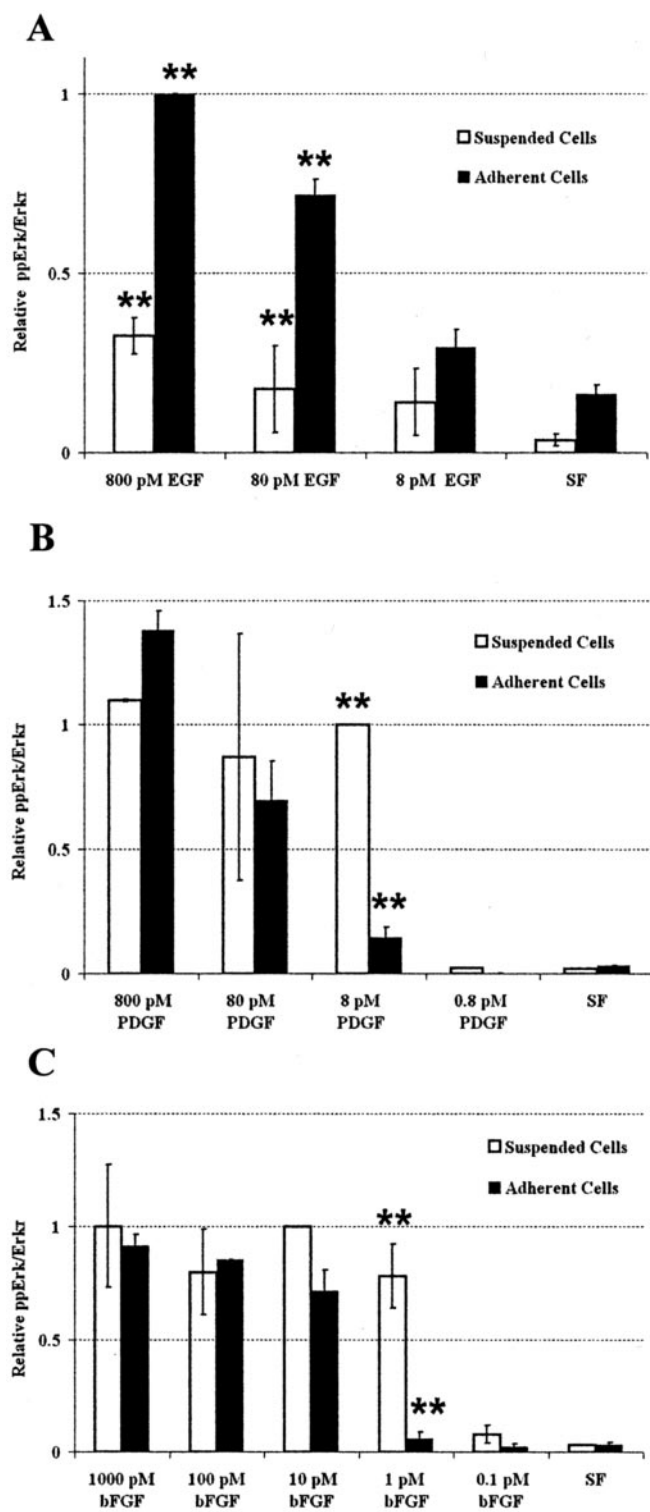 A
**
1
Suspended Cells
**
Adherent Cells
Relative ppErk/Erkт
0.5
**
**
0
800 pM EGF 80 pM EGF 8 pM EGF SF
B
1.5
Suspended Cells
Adherent Cells
**
1
Relative ppErk/Erkт
0.5
**
0
800 pM PDGF
80 pM PDGF
8 pM PDGF
0.8 pM PDGF
SF
C
1.5
Suspended Cells
Adherent Cells
**
1
Relative ppErk/Erkт
0.5
**
0
1000 pM bFGF
100 pM bFGF
10 pM bFGF
1 pM bFGF
0.1 pM bFGF
SF